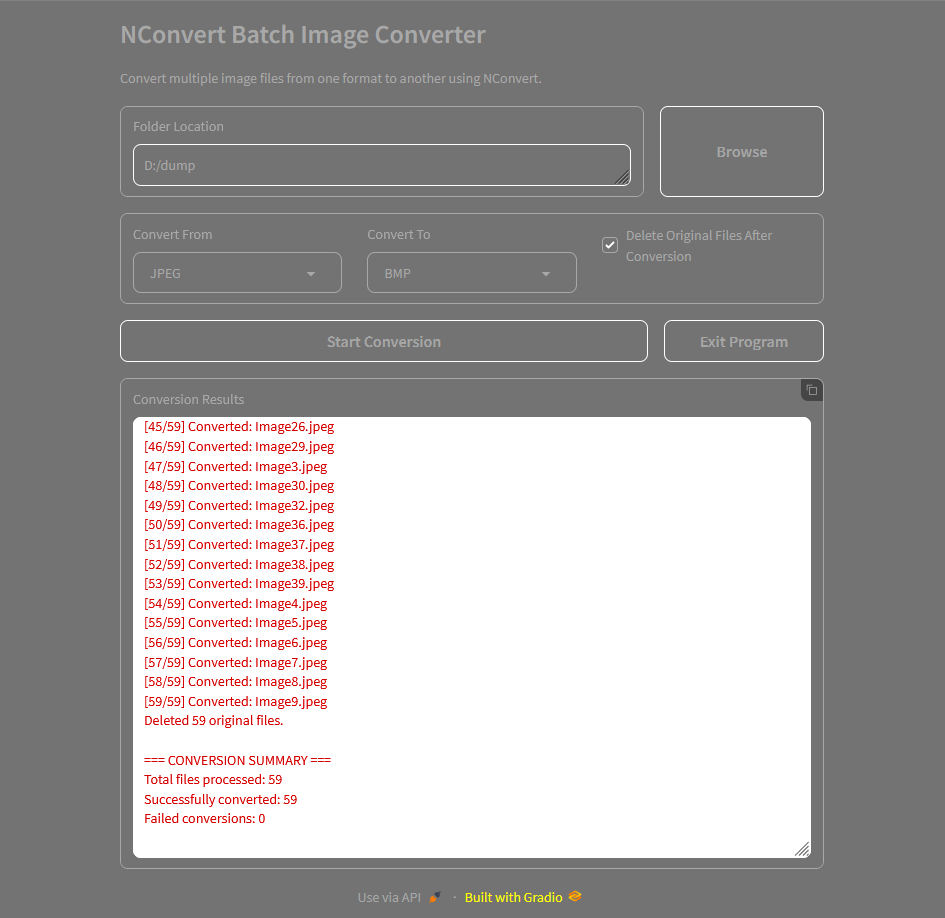 NConvert Batch Image Converter
Convert multiple image files from one format to another using NConvert.
Folder Location
D:/dump
Browse
Convert From
Convert To
JPEG
BMP
Delete Original Files After
Conversion
Start Conversion
Exit Program
Conversion Results
[45/59] Converted: Image26.jpeg
[46/59] Converted: Image29.jpeg
[47/59] Converted: Image3.jpeg
[48/59] Converted: Image30.jpeg
[49/59] Converted: Image32.jpeg
[50/59] Converted: Image36.jpeg
[51/59] Converted: Image37.jpeg
[52/59] Converted: Image38.jpeg
[53/59] Converted: Image39.jpeg
[54/59] Converted: Image4.jpeg
[55/59] Converted: Image5.jpeg
[56/59] Converted: Image6.jpeg
[57/59] Converted: Image7.jpeg
[58/59] Converted: Image8.jpeg
[59/59] Converted: Image9.jpeg
Deleted 59 original files.
=== CONVERSION SUMMARY ===
Total files processed: 59
Successfully converted: 59
Failed conversions: 0
Use via API · Built with Gradio